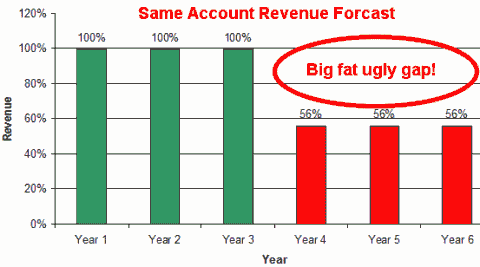 Same Account Revenue Forcast
120%
100%
80%
60%
40%
20%
0%
Revenue
100% 100% 100%
Big fat ugly gap!
56% 56% 56%
Year 1 Year 2 Year 3 Year 4 Year 5 Year 6
Year